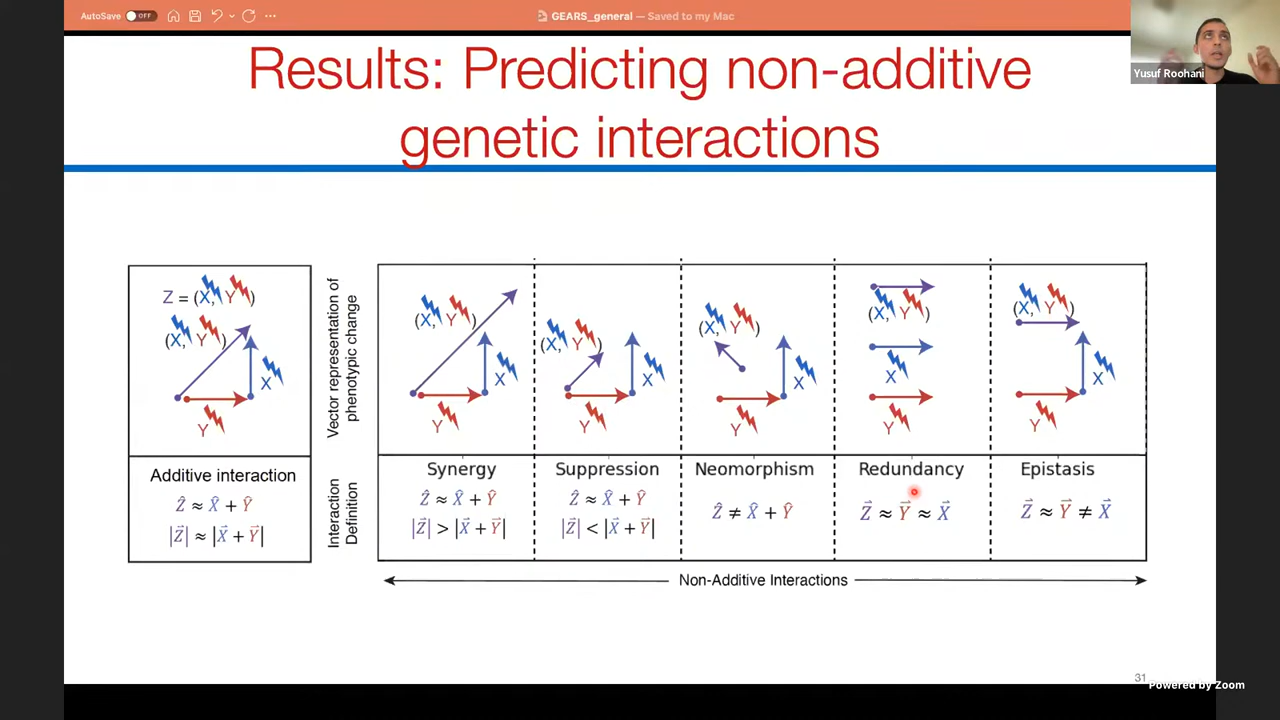 AutoSave OFF
GEARS_general — Saved to my Mac
Yusuf Roohani
Results: Predicting non-additive
genetic interactions
Z = (X, Y)
(X, Y)
X
Y
Additive interaction
Ẑ ≈ X̂ + Ŷ
|Z⃗| ≈ |X⃗ + Y⃗|
Vector representation of
phenotypic change
Interaction
Definition
(X, Y)
X
Y
Synergy
Ẑ ≈ X̂ + Ŷ
|Z⃗| > |X⃗ + Y⃗|
(X, Y)
X
Y
Suppression
Ẑ ≈ X̂ + Ŷ
|Z⃗| < |X⃗ + Y⃗|
(X, Y)
X
Y
Neomorphism
Ẑ ≠ X̂ + Ŷ
(X, Y)
X
Y
Redundancy
Z⃗ ≈ Y⃗ ≈ X⃗
(X, Y)
X
Y
Epistasis
Z⃗ ≈ Y⃗ ≠ X⃗
Non-Additive Interactions
31
Powered by Zoom